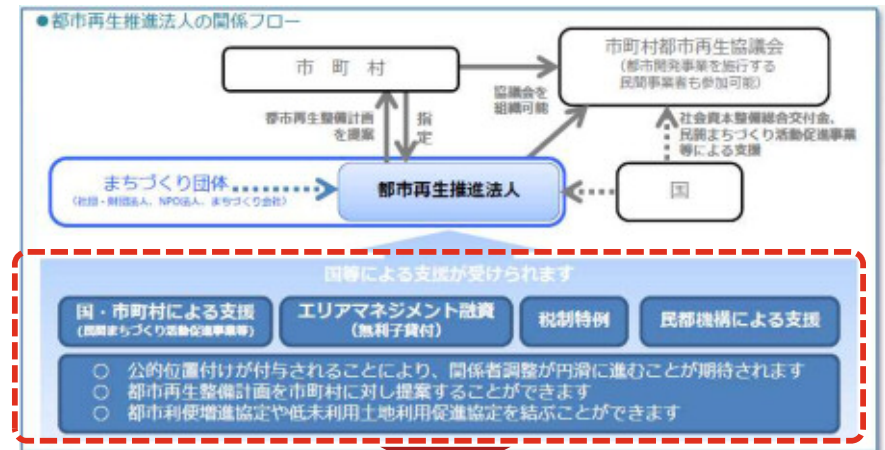 ●都市再生推進法人の関係フロー
市町村
市町村都市再生協議会
(都市開発事業を施行する
民間事業者も参加可能)
協議会を
組織可能
都市再生整備計画
を提案
指定
社会資本整備総合交付金、
民間まちづくり活動促進事業
等による支援
まちづくり団体
(社団・財団法人、NPO法人、まちづくり会社)
都市再生推進法人
国
国等による支援が受けられます
国・市町村による支援
(民間まちづくり活動促進事業等)
エリアマネジメント融資
(無利子貸付)
税制特例
民都機構による支援
○ 公的位置付けが付与されることにより、関係者調整が円滑に進むことが期待されます
○ 都市再生整備計画を市町村に対し提案することができます
○ 都市利便増進協定や低未利用土地利用促進協定を結ぶことができます